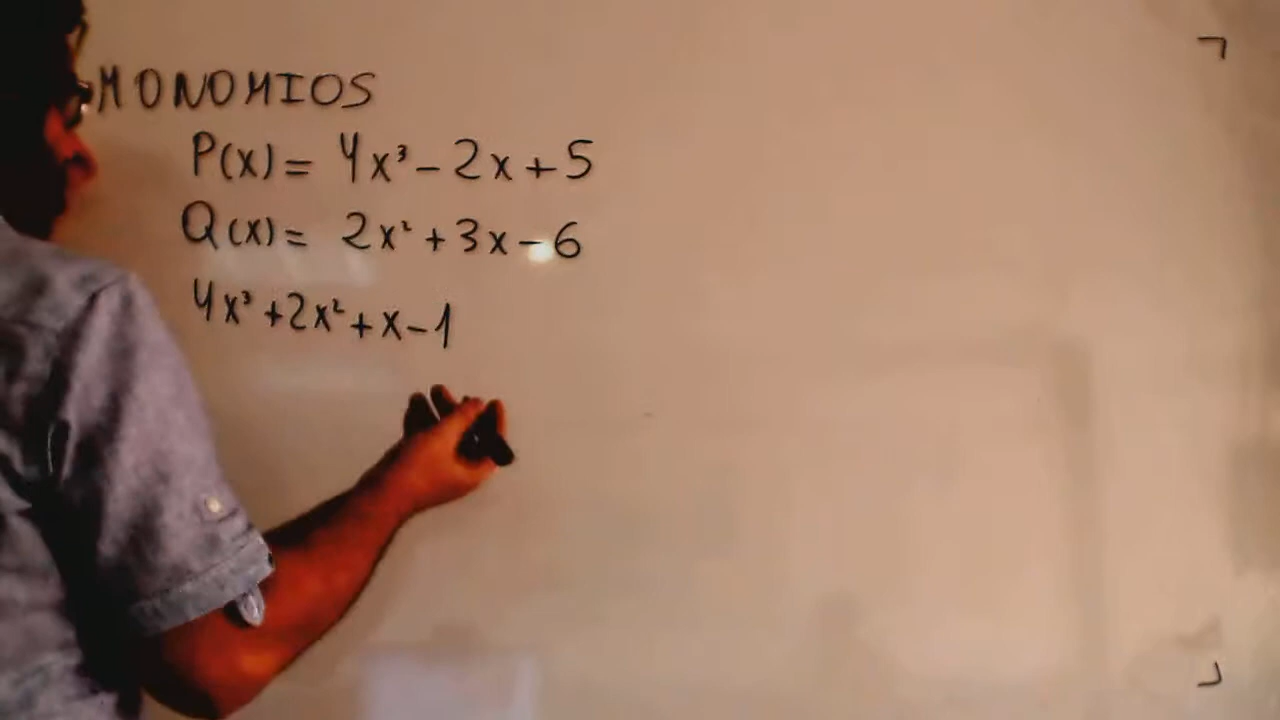 MONOMIOS
P(x) = 4x³ - 2x + 5
Q(x) = 2x² + 3x - 6
4x³ + 2x² + x - 1